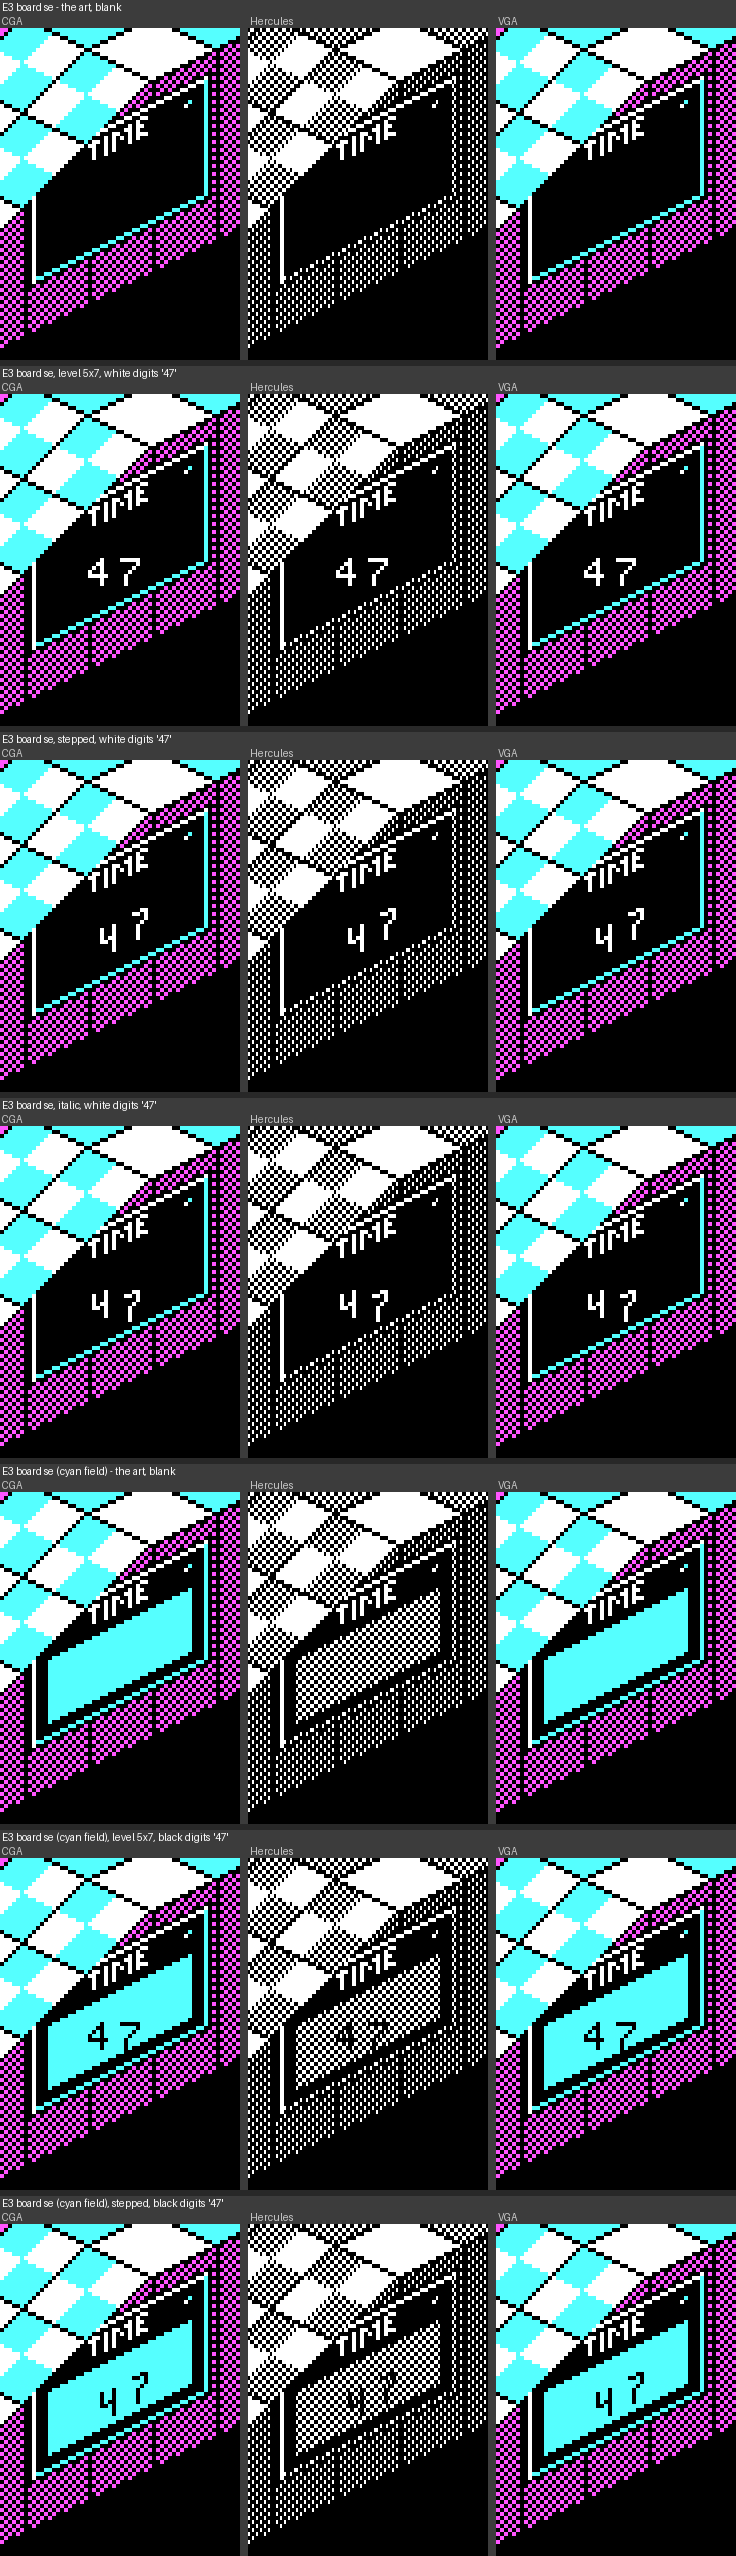 E3 board se - the art, blank
CGA Hercules VGA
TIME TIME TIME
E3 board se, level 5x7, white digits '47'
CGA Hercules VGA
TIME TIME TIME
47 47 47
E3 board se, stepped, white digits '47'
CGA Hercules VGA
TIME TIME TIME
47 47 47
E3 board se, italic, white digits '47'
CGA Hercules VGA
TIME TIME TIME
47 47 47
E3 board se (cyan field) - the art, blank
CGA Hercules VGA
TIME TIME TIME
E3 board se (cyan field), level 5x7, black digits '47'
CGA Hercules VGA
TIME TIME TIME
47 47 47
E3 board se (cyan field), stepped, black digits '47'
CGA Hercules VGA
TIME TIME TIME
47 47 47